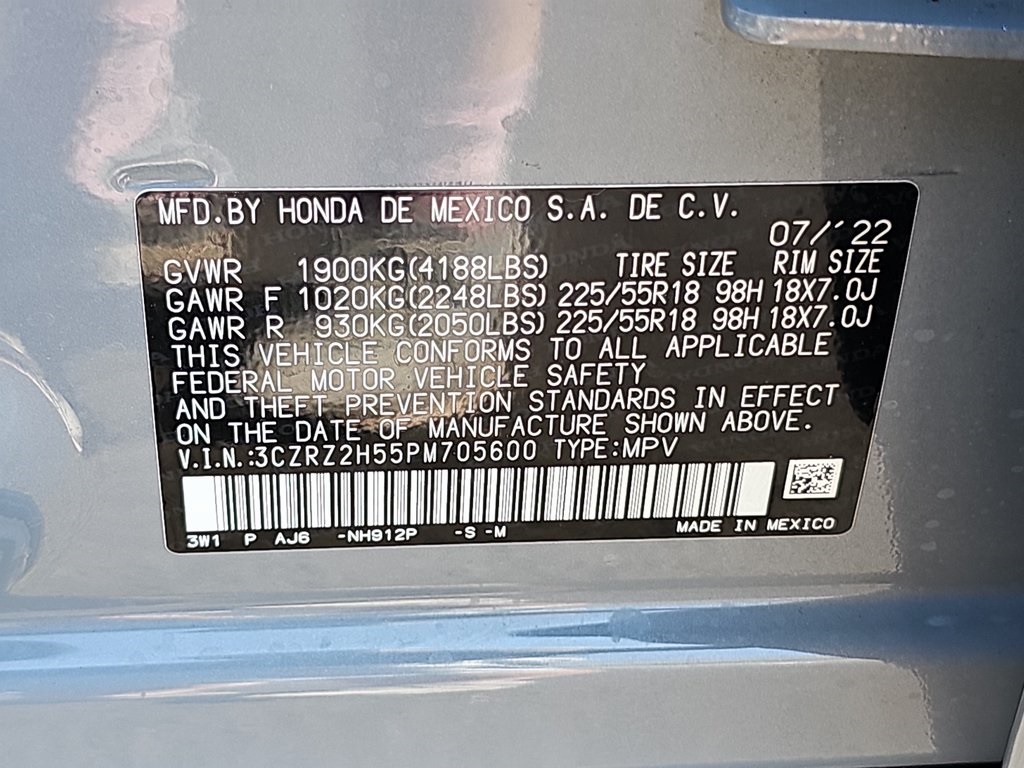 MFD.BY HONDA DE MEXICO S.A. DE C.V.
07/'22
GVWR 1900KG(4188LBS) TIRE SIZE RIM SIZE
GAWR F 1020KG(2248LBS) 225/55R18 98H 18X7.0J
GAWR R 930KG(2050LBS) 225/55R18 98H 18X7.0J
THIS VEHICLE CONFORMS TO ALL APPLICABLE
FEDERAL MOTOR VEHICLE SAFETY
AND THEFT PREVENTION STANDARDS IN EFFECT
ON THE DATE OF MANUFACTURE SHOWN ABOVE.
V.I.N.:3CZRZ2H55PM705600 TYPE:MPV
3W1 P AJ6 -NH912P -S -M MADE IN MEXICO